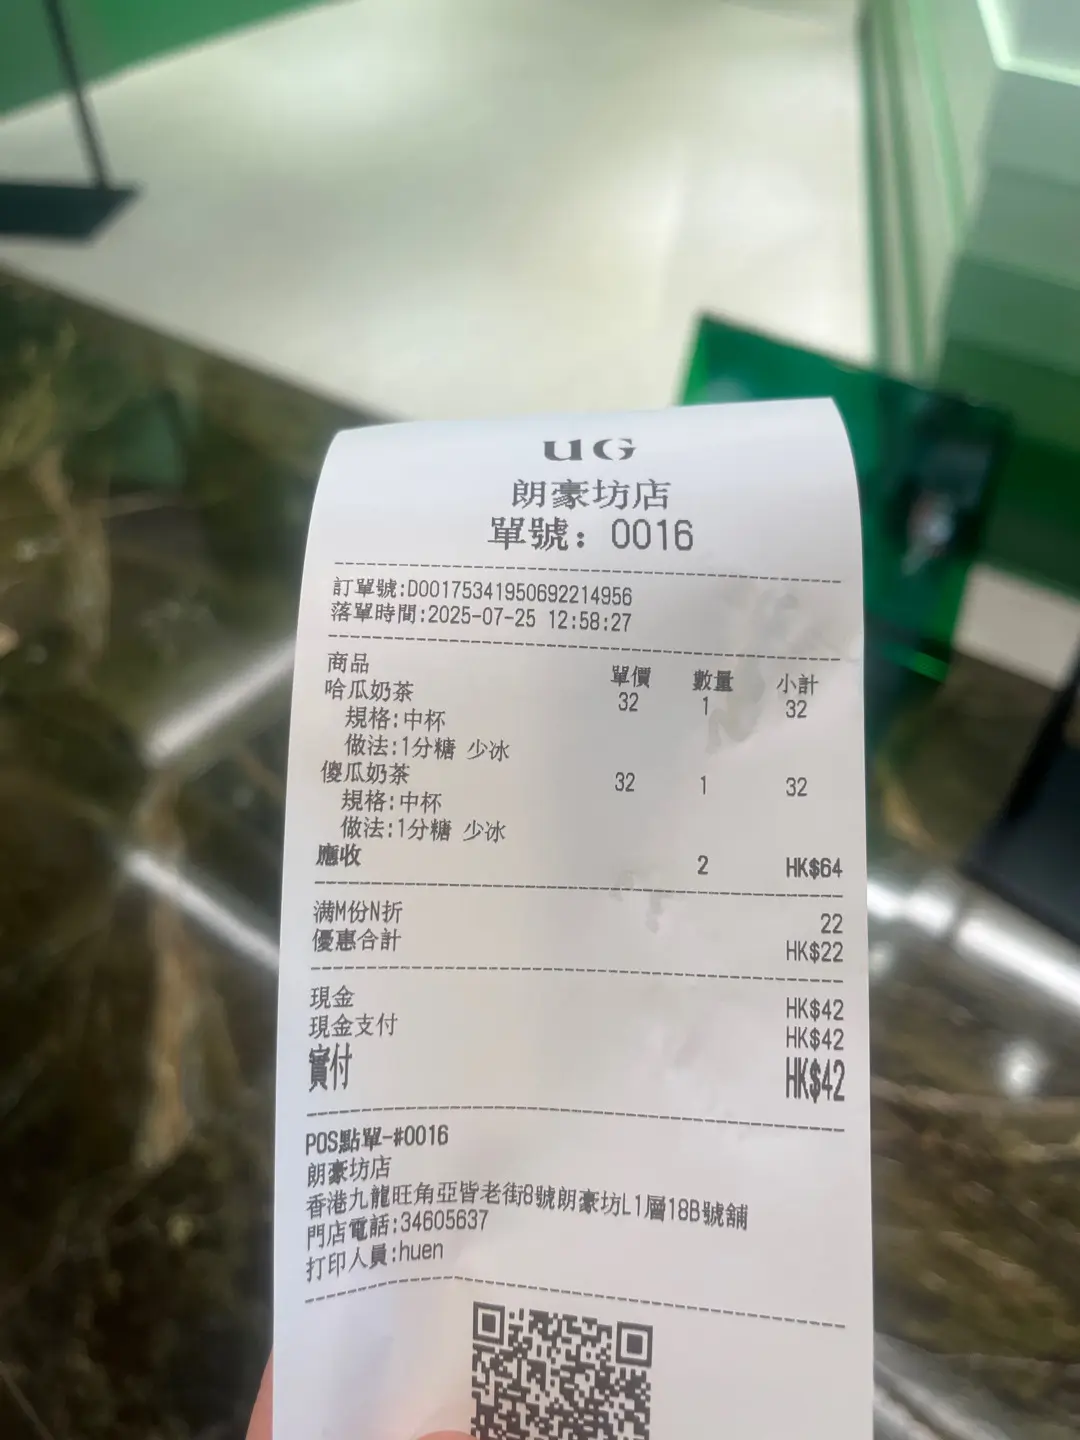 UG
朗豪坊店
單號: 0016
訂單號:D00175341950692214956
落單時間:2025-07-25 12:58:27
商品 單價 數量 小計
哈瓜奶茶 32 1 32
規格:中杯
做法:1分糖 少冰
傻瓜奶茶 32 1 32
規格:中杯
做法:1分糖 少冰
應收 2 HK$64
满M份N折 22
優惠合計 HK$22
現金 HK$42
現金支付 HK$42
實付 HK$42
POS點單-#0016
朗豪坊店
香港九龍旺角亞皆老街8號朗豪坊L1層18B號舖
門店電話:34605637
打印人員:huen